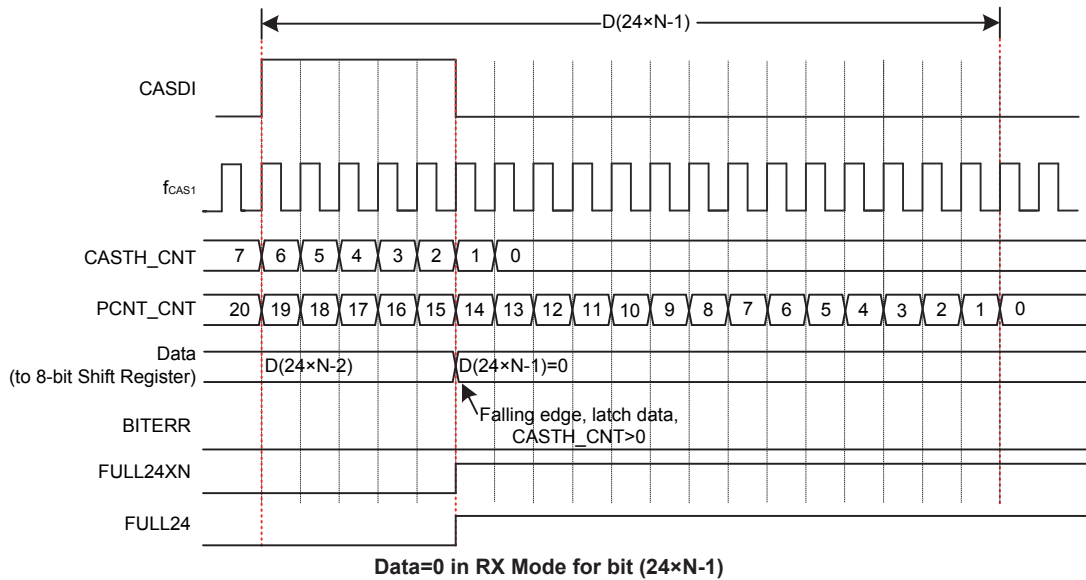 D(24×N-1)
CASDI
fCAS1
CASTH_CNT 7 6 5 4 3 2 1 0
PCNT_CNT 20 19 18 17 16 15 14 13 12 11 10 9 8 7 6 5 4 3 2 1 0
Data
(to 8-bit Shift Register)
D(24×N-2) D(24×N-1)=0
Falling edge, latch data,
CASTH_CNT>0
BITERR
FULL24XN
FULL24
Data=0 in RX Mode for bit (24×N-1)